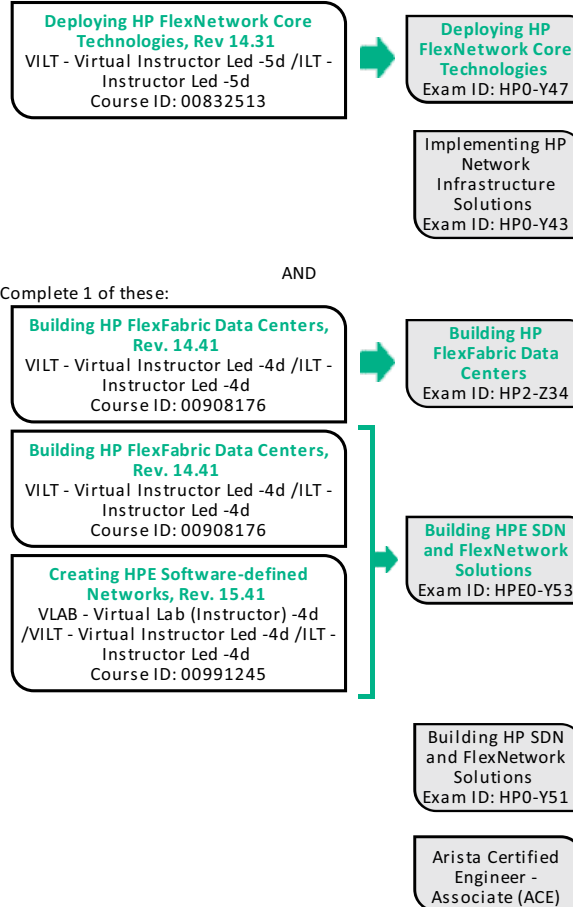 Deploying HP FlexNetwork Core
Technologies, Rev 14.31
VILT - Virtual Instructor Led -5d /ILT -
Instructor Led -5d
Course ID: 00832513
Deploying HP
FlexNetwork Core
Technologies
Exam ID: HP0-Y47
Implementing HP
Network
Infrastructure
Solutions
Exam ID: HP0-Y43
AND
Complete 1 of these:
Building HP FlexFabric Data Centers,
Rev. 14.41
VILT - Virtual Instructor Led -4d /ILT -
Instructor Led -4d
Course ID: 00908176
Building HP
FlexFabric Data
Centers
Exam ID: HP2-Z34
Building HP FlexFabric Data Centers,
Rev. 14.41
VILT - Virtual Instructor Led -4d /ILT -
Instructor Led -4d
Course ID: 00908176
Creating HPE Software-defined
Networks, Rev. 15.41
VLAB - Virtual Lab (Instructor) -4d
/VILT - Virtual Instructor Led -4d /ILT -
Instructor Led -4d
Course ID: 00991245
Building HPE SDN
and FlexNetwork
Solutions
Exam ID: HPE0-Y53
Building HP SDN
and FlexNetwork
Solutions
Exam ID: HP0-Y51
Arista Certified
Engineer -
Associate (ACE)